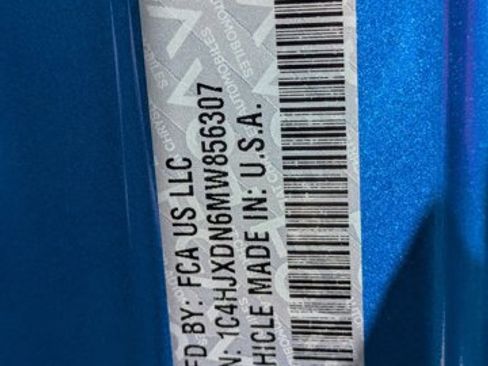 FD BY: FCA US LLC
N: 1C4HJXDN6MW856307
HICLE MADE IN: U.S.A.